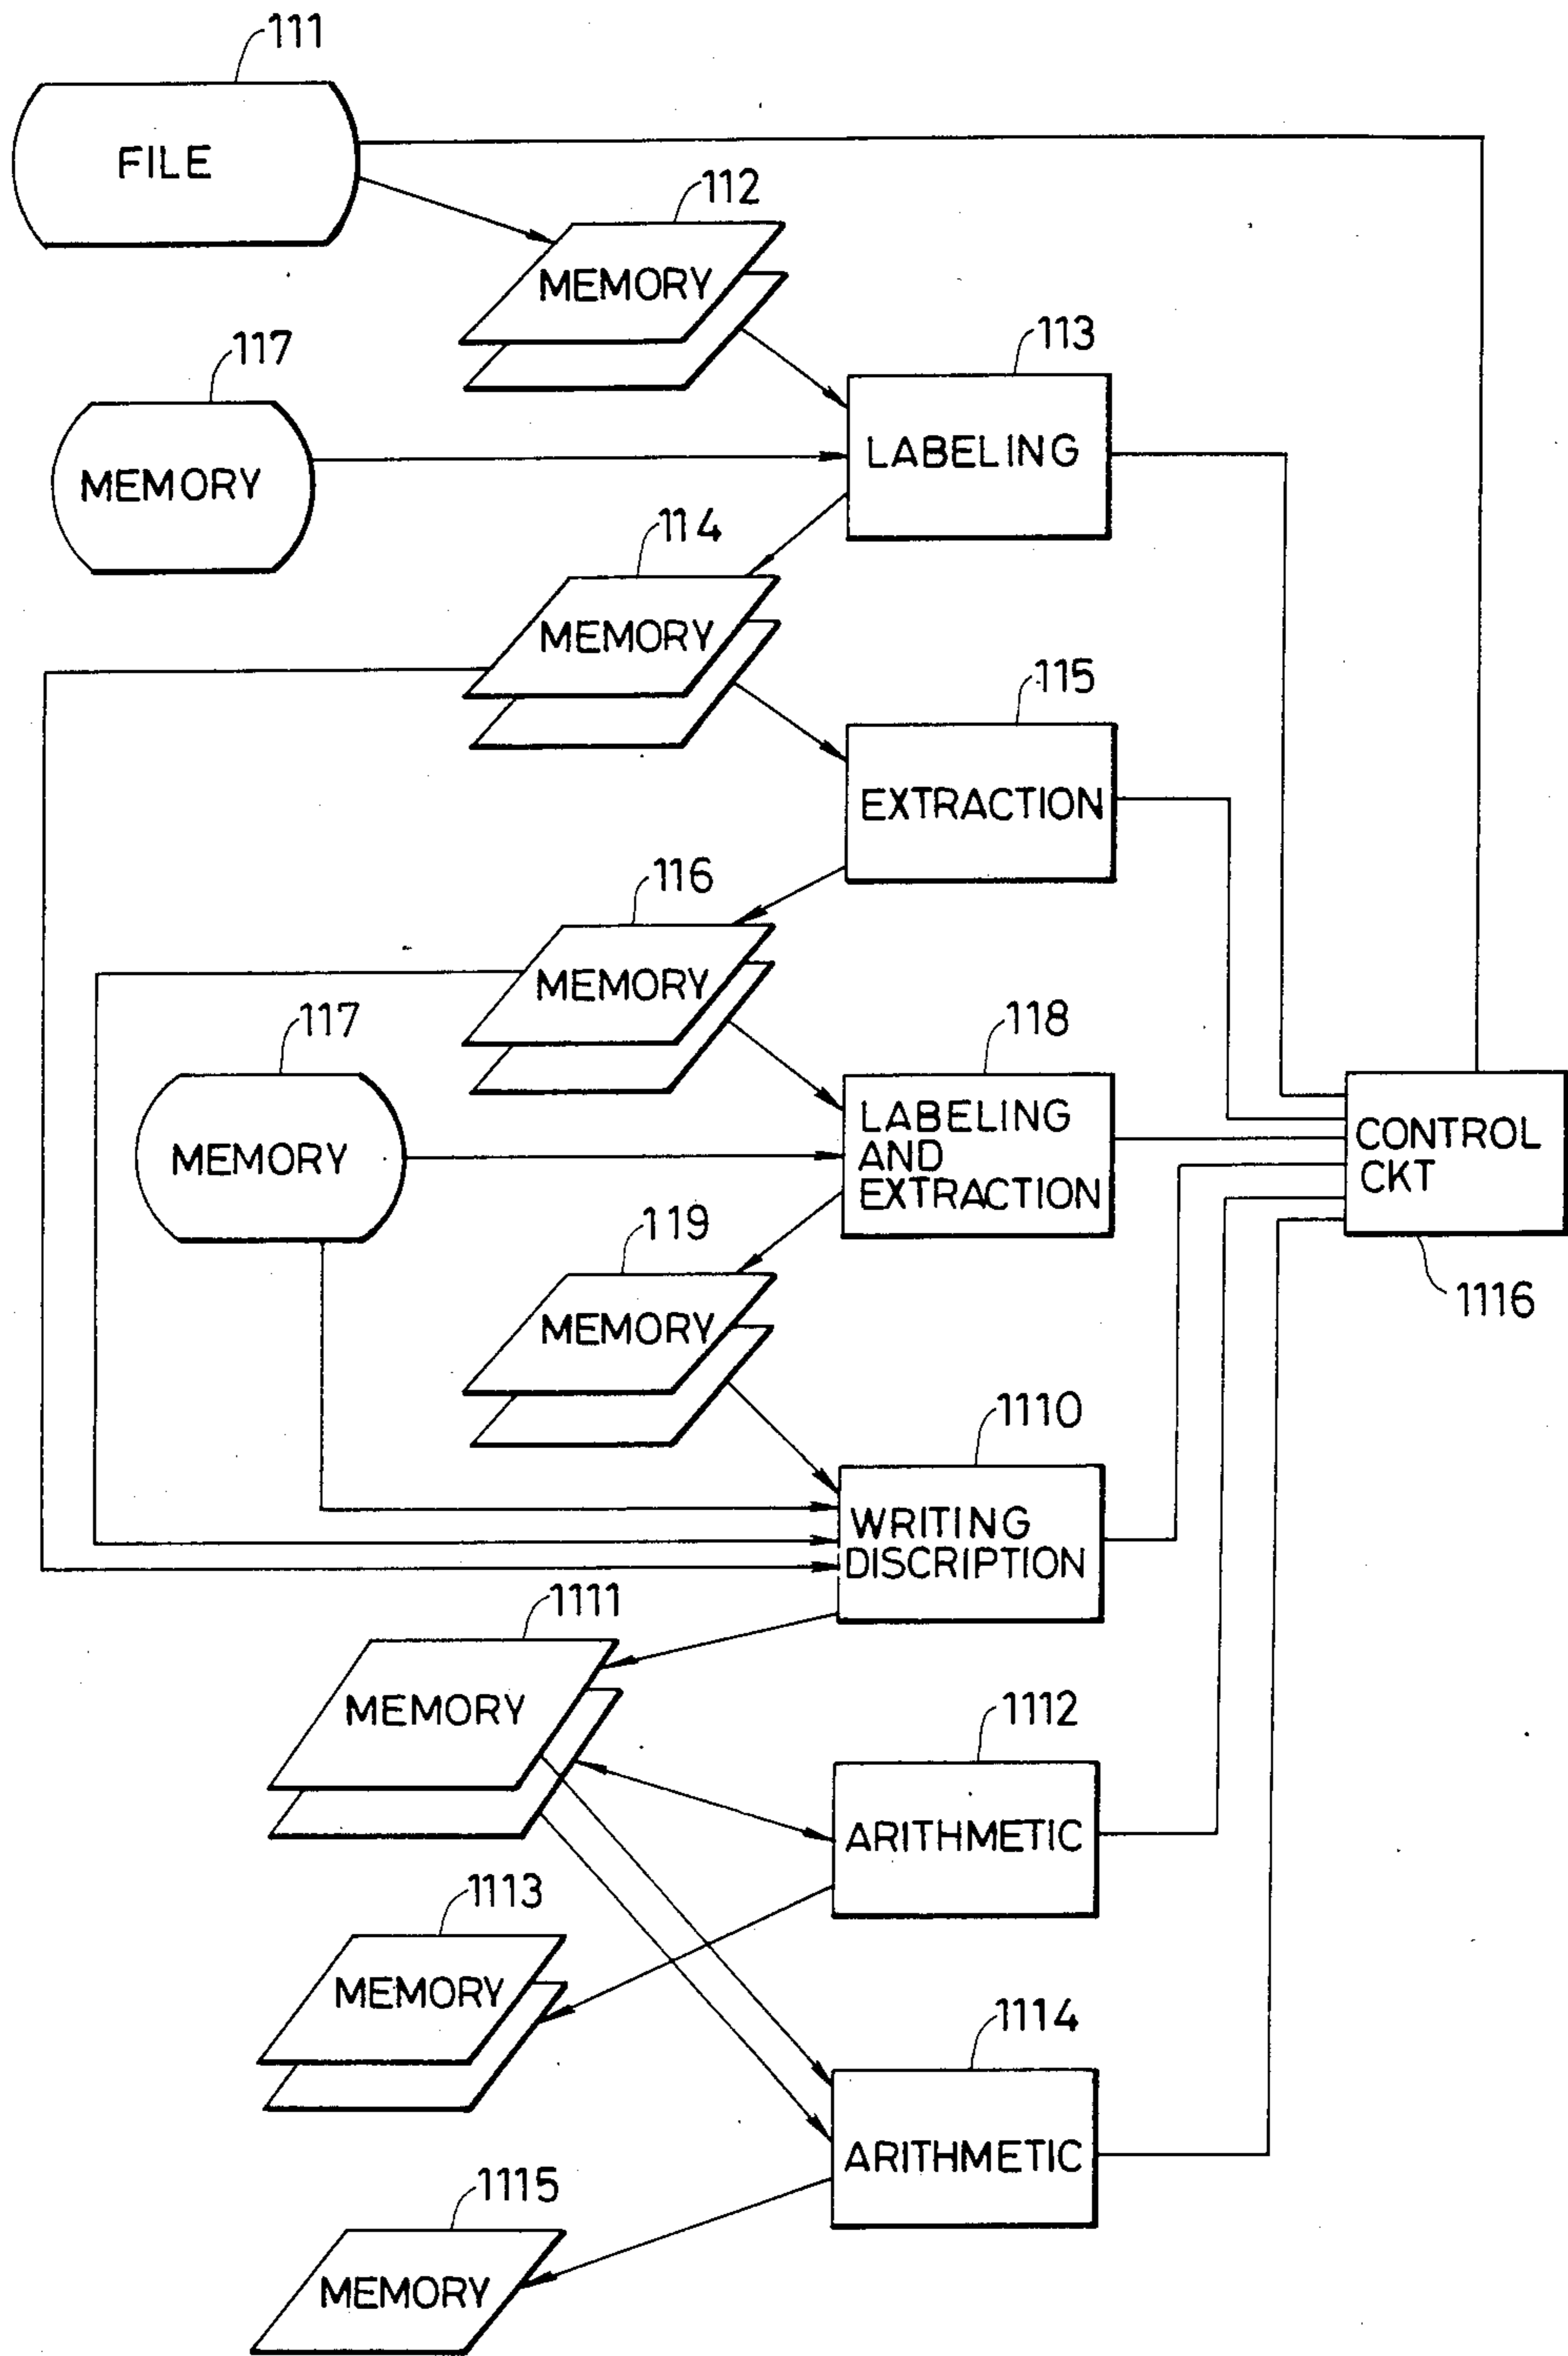 111
FILE
112
MEMORY
117
MEMORY
113
LABELING
114
MEMORY
115
EXTRACTION
116
MEMORY
117
MEMORY
118
LABELING
AND
EXTRACTION
CONTROL
CKT
1116
119
MEMORY
1110
WRITING
DISCRIPTION
1111
MEMORY
1112
ARITHMETIC
1113
MEMORY
1114
ARITHMETIC
1115
MEMORY